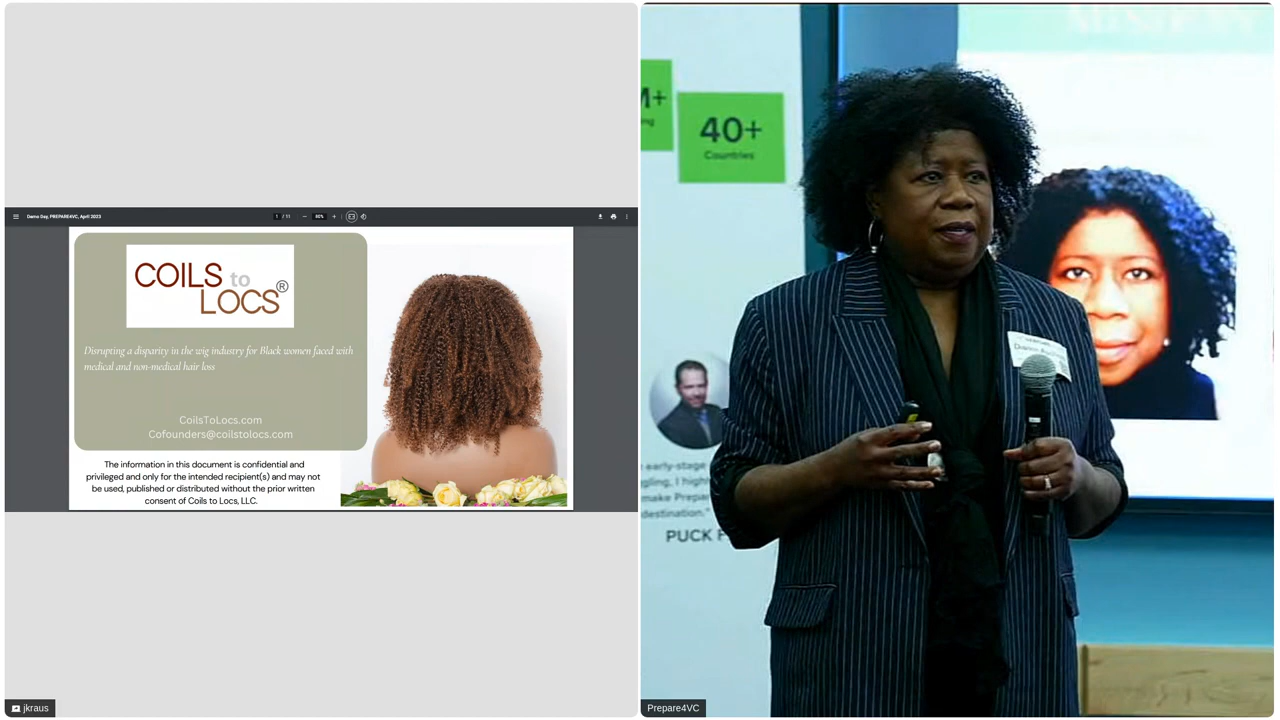 Demo Day, PREPARE4VC, April 2023
1 / 11
80%
COILS to
LOCS®
Disrupting a disparity in the wig industry for Black women faced with
medical and non-medical hair loss
CoilsToLocs.com
Cofounders@coilstolocs.com
The information in this document is confidential and
privileged and only for the intended recipient(s) and may not
be used, published or distributed without the prior written
consent of Coils to Locs, LLC.
jkraus
M+
40+
Countries
early-stage
gling, I high
make Prepar
destination."
PUCK F
Prepare4VC